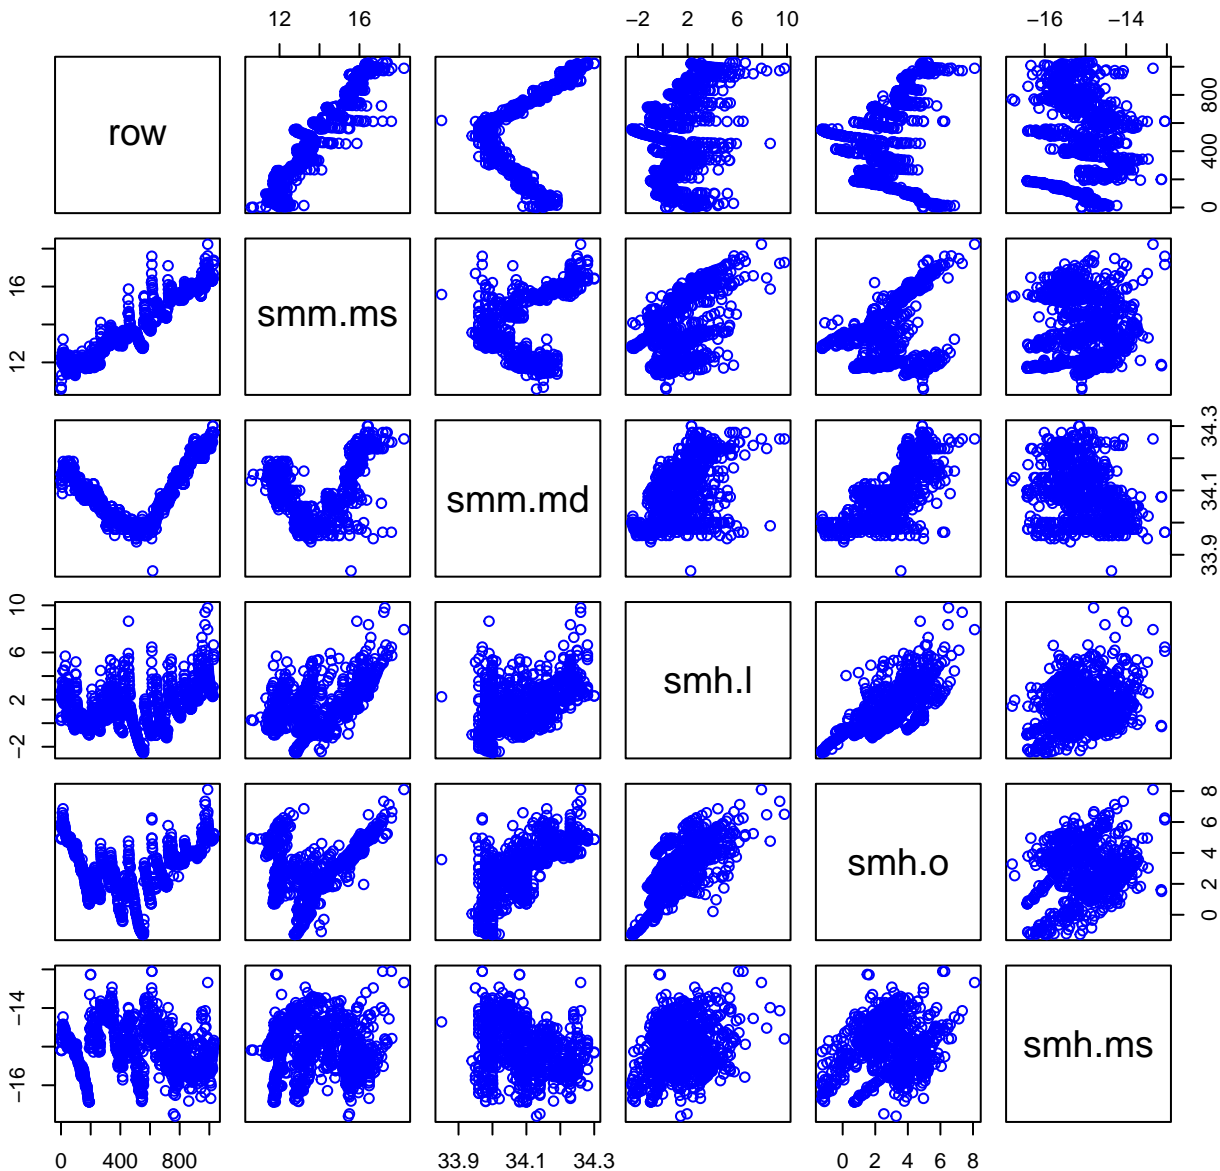 12 16 −2 2 6 10 −16 −14
row
0 400 800
12 16
smm.ms
smm.md
33.9 34.1 34.3
−2 2 6 10
smh.l
smh.o
0 2 4 6 8
−16 −14
smh.ms
0 400 800 33.9 34.1 34.3 0 2 4 6 8